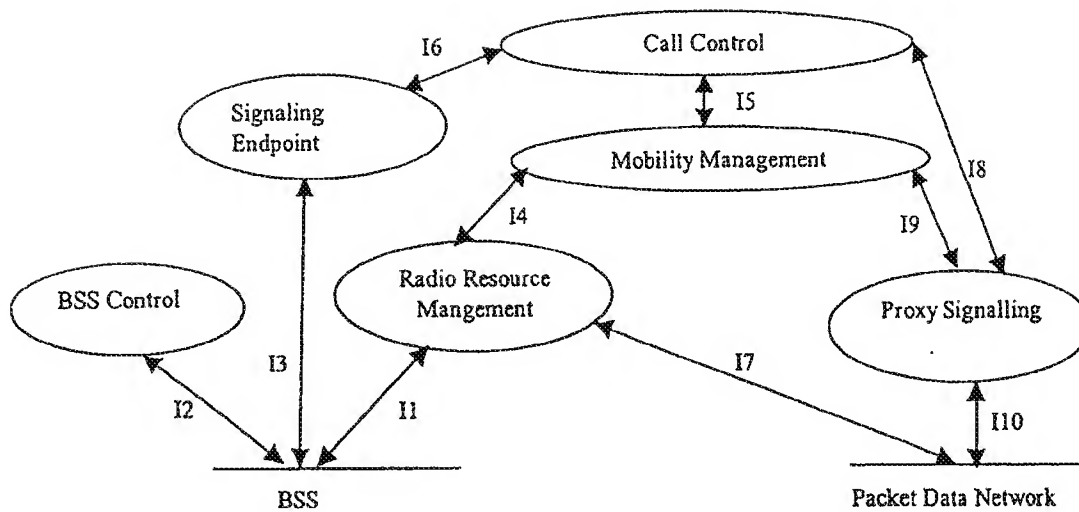 Call Control
I6
Signaling
Endpoint
I5
Mobility Management
I8
I4
I9
Radio Resource
Mangement
BSS Control
Proxy Signalling
I3
I7
I2
I1
I10
BSS
Packet Data Network